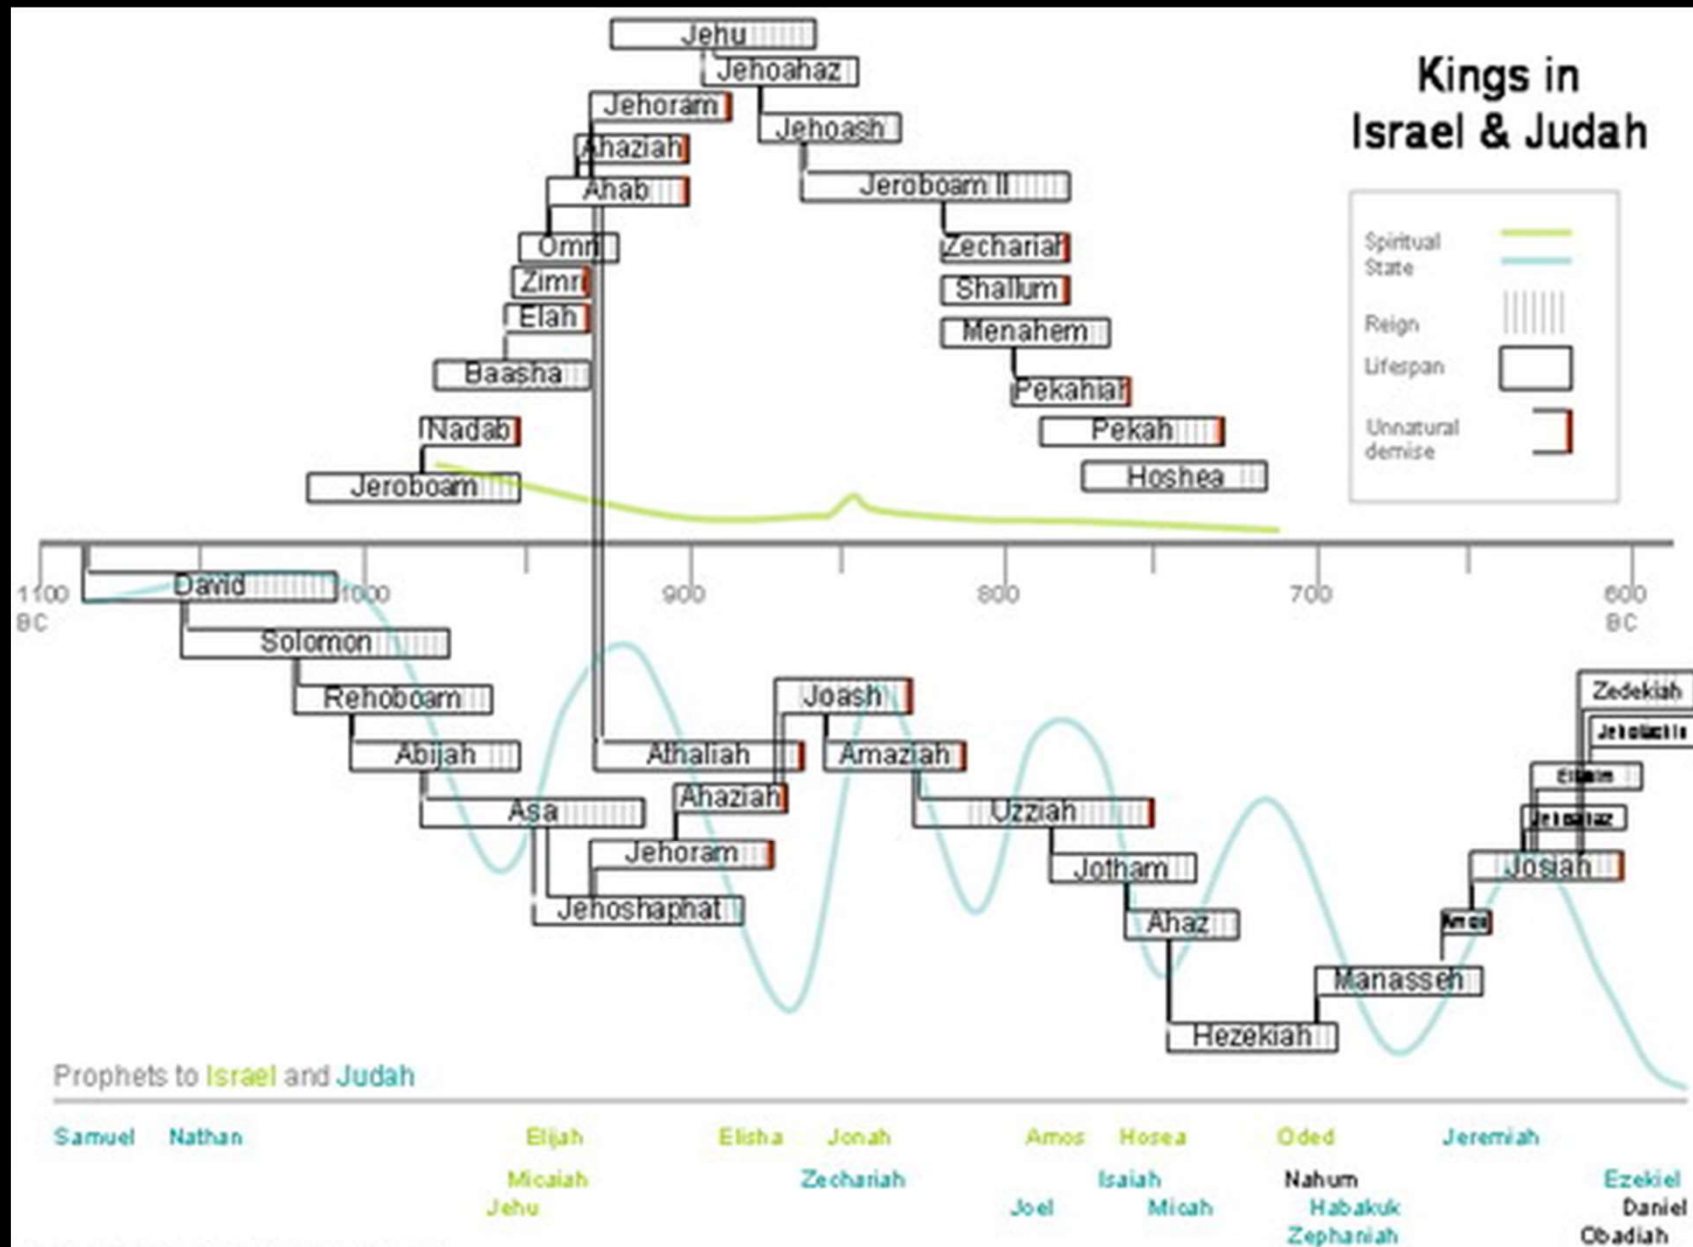 Kings in
Israel & Judah
Spiritual
State
Reign
Lifespan
Unnatural
demise
Jehu
Jehoahaz
Jehoram
Jehoash
Ahaziah
Ahab
Jeroboam II
Omri
Zechariah
Zimri
Shallum
Elah
Menahem
Baasha
Pekahiah
Nadab
Pekah
Jeroboam
Hoshea
1100
BC
1000
900
800
700
600
BC
David
Solomon
Rehoboam
Joash
Zedekiah
Abijah
Athaliah
Amaziah
Ahaziah
Asa
Uzziah
Jehoahaz
Jehoram
Jotham
Josiah
Jehoshaphat
Ahaz
Manasseh
Hezekiah
Prophets to Israel and Judah
Samuel Nathan Elijah Elisha Jonah Amos Hosea Oded Jeremiah
Micaiah Zechariah Isaiah Nahum Ezekiel
Jehu Joel Micah Habakuk Daniel
Zephaniah Obadiah